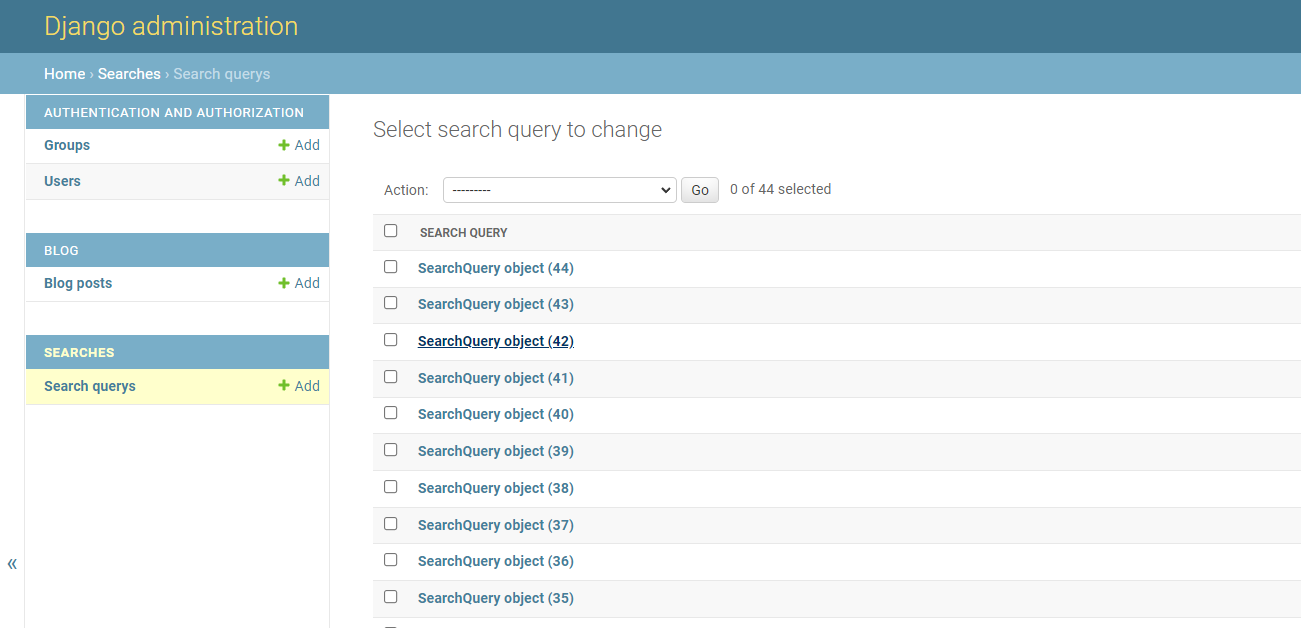 Django administration
Home › Searches › Search querys
AUTHENTICATION AND AUTHORIZATION
Groups + Add
Users + Add
BLOG
Blog posts + Add
SEARCHES
Search querys + Add
«
Select search query to change
Action: --------- Go 0 of 44 selected
SEARCH QUERY
SearchQuery object (44)
SearchQuery object (43)
SearchQuery object (42)
SearchQuery object (41)
SearchQuery object (40)
SearchQuery object (39)
SearchQuery object (38)
SearchQuery object (37)
SearchQuery object (36)
SearchQuery object (35)